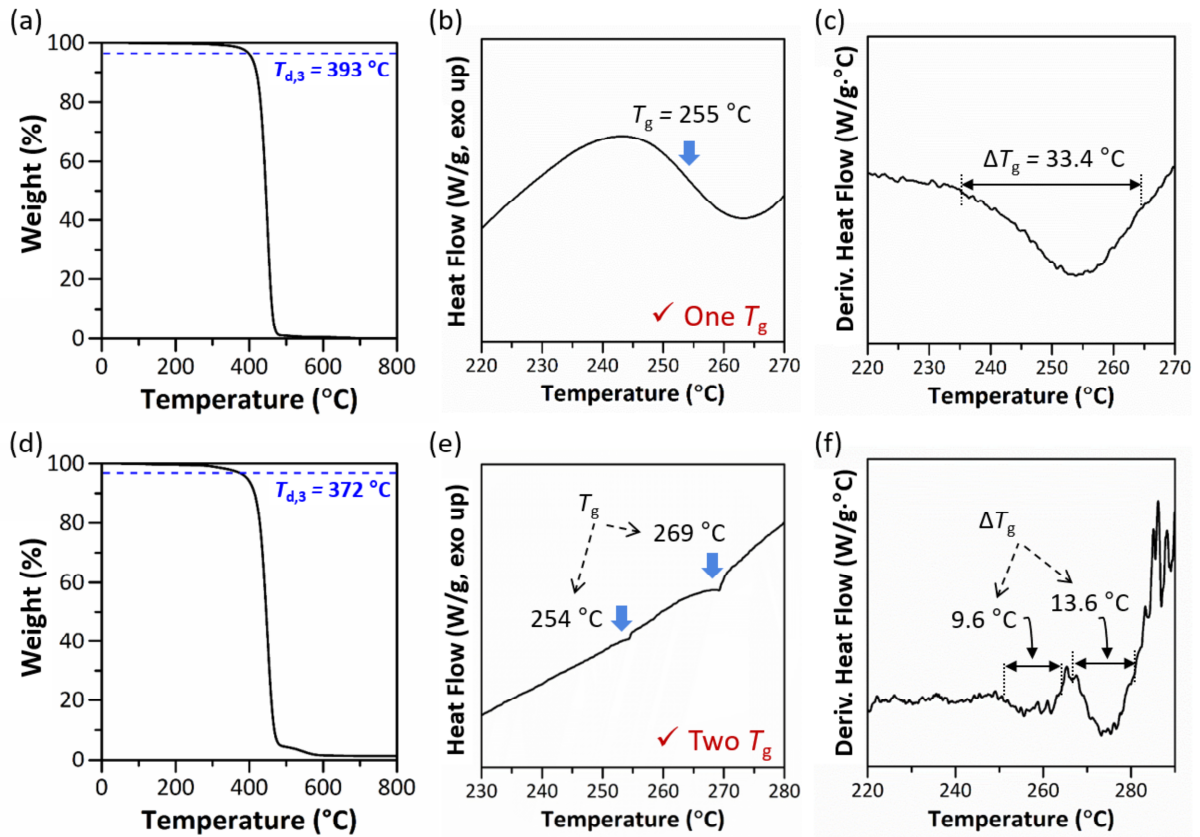 (a)
100
80
60
40
20
0
T_d,3 = 393 °C
Weight (%)
0 200 400 600 800
Temperature (°C)
(b)
T_g = 255 °C
✓ One T_g
Heat Flow (W/g, exo up)
220 230 240 250 260 270
Temperature (°C)
(c)
ΔT_g = 33.4 °C
Deriv. Heat Flow (W/g·°C)
220 230 240 250 260 270
Temperature (°C)
(d)
100
80
60
40
20
0
T_d,3 = 372 °C
Weight (%)
0 200 400 600 800
Temperature (°C)
(e)
T_g
269 °C
254 °C
✓ Two T_g
Heat Flow (W/g, exo up)
230 240 250 260 270 280
Temperature (°C)
(f)
ΔT_g
13.6 °C
9.6 °C
Deriv. Heat Flow (W/g·°C)
220 240 260 280
Temperature (°C)